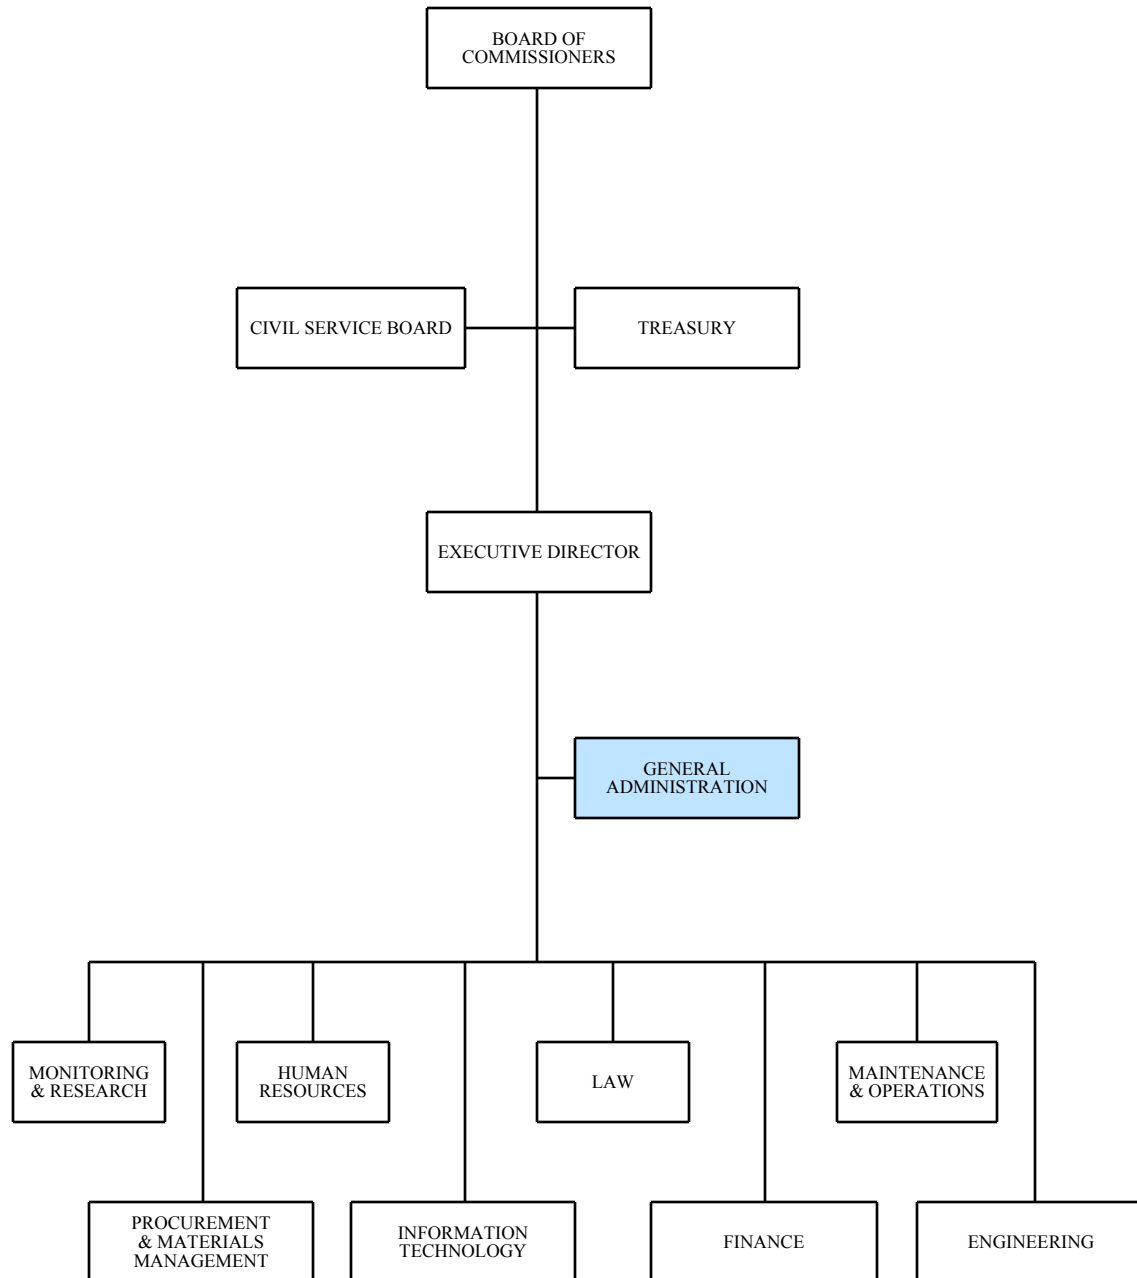 BOARD OF
COMMISSIONERS
CIVIL SERVICE BOARD
TREASURY
EXECUTIVE DIRECTOR
GENERAL
ADMINISTRATION
MONITORING
& RESEARCH
HUMAN
RESOURCES
LAW
MAINTENANCE
& OPERATIONS
PROCUREMENT
& MATERIALS
MANAGEMENT
INFORMATION
TECHNOLOGY
FINANCE
ENGINEERING